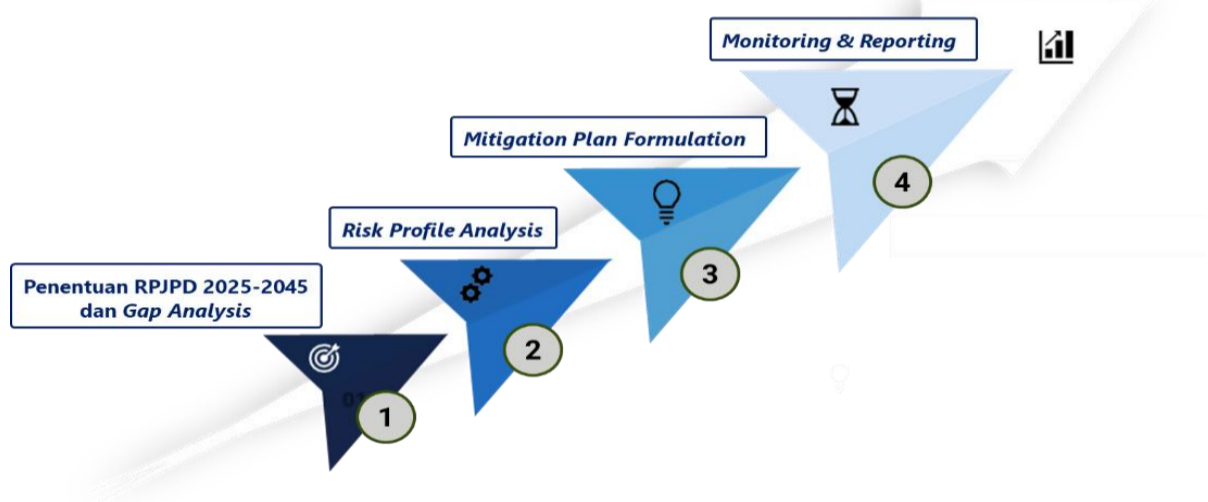 Monitoring & Reporting
4
Mitigation Plan Formulation
3
Risk Profile Analysis
2
Penentuan RPJPD 2025-2045
dan Gap Analysis
1